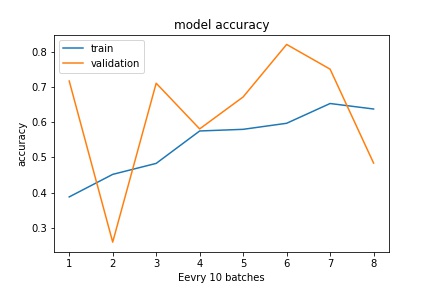 model accuracy
train
validation
accuracy
0.8
0.7
0.6
0.5
0.4
0.3
1 2 3 4 5 6 7 8
Eevry 10 batches